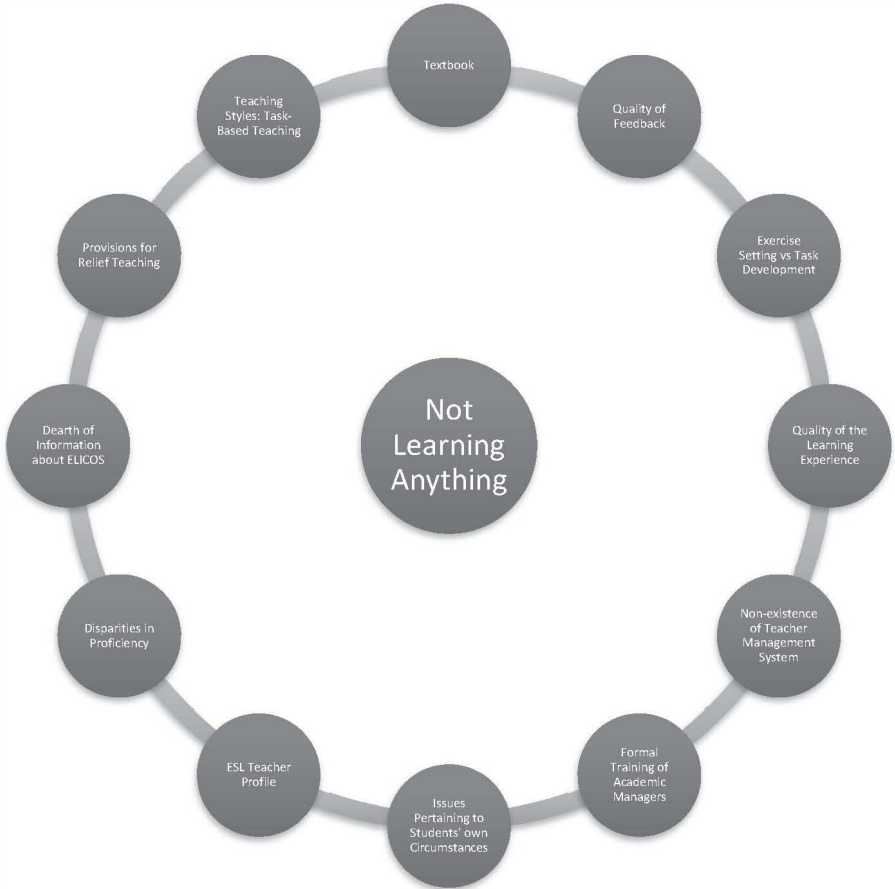 Textbook
Quality of
Feedback
Exercise
Setting vs Task
Development
Quality of the
Learning
Experience
Non-existence
of Teacher
Management
System
Formal
Training of
Academic
Managers
Issues
Pertaining to
Students' own
Circumstances
ESL Teacher
Profile
Disparities in
Proficiency
Dearth of
Information
about ELICOS
Provisions for
Relief Teaching
Teaching
Styles: Task-
Based Teaching
Not
Learning
Anything